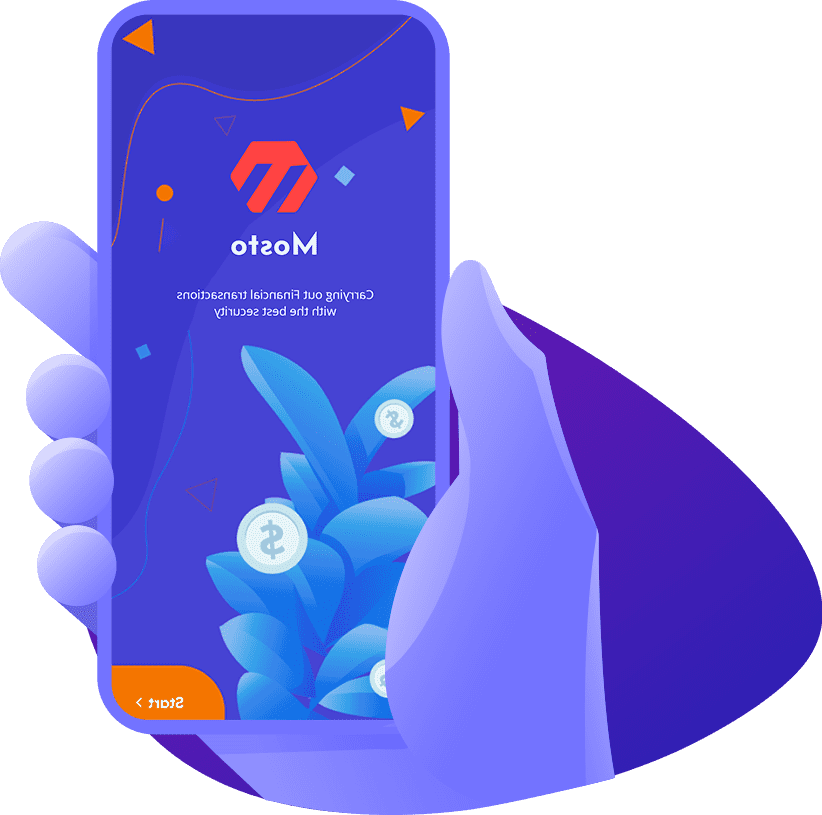 Mosto
Carrying out Financial transactions
with the best security
$
$
Start >